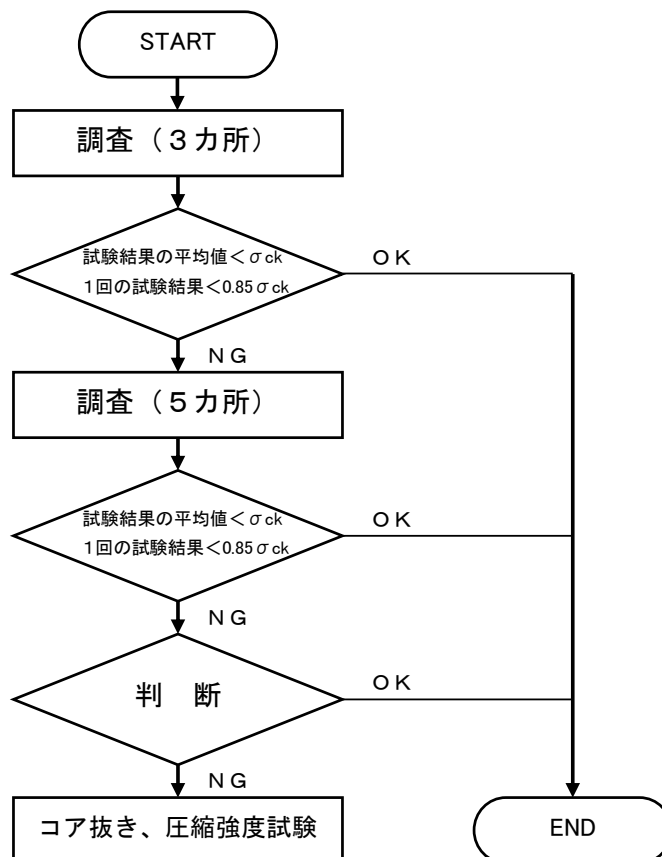 START
調査（３カ所）
試験結果の平均値＜σck
1回の試験結果＜0.85σck
ＯＫ
ＮＧ
調査（５カ所）
試験結果の平均値＜σck
1回の試験結果＜0.85σck
ＯＫ
ＮＧ
判　断
ＯＫ
ＮＧ
コア抜き、圧縮強度試験
END